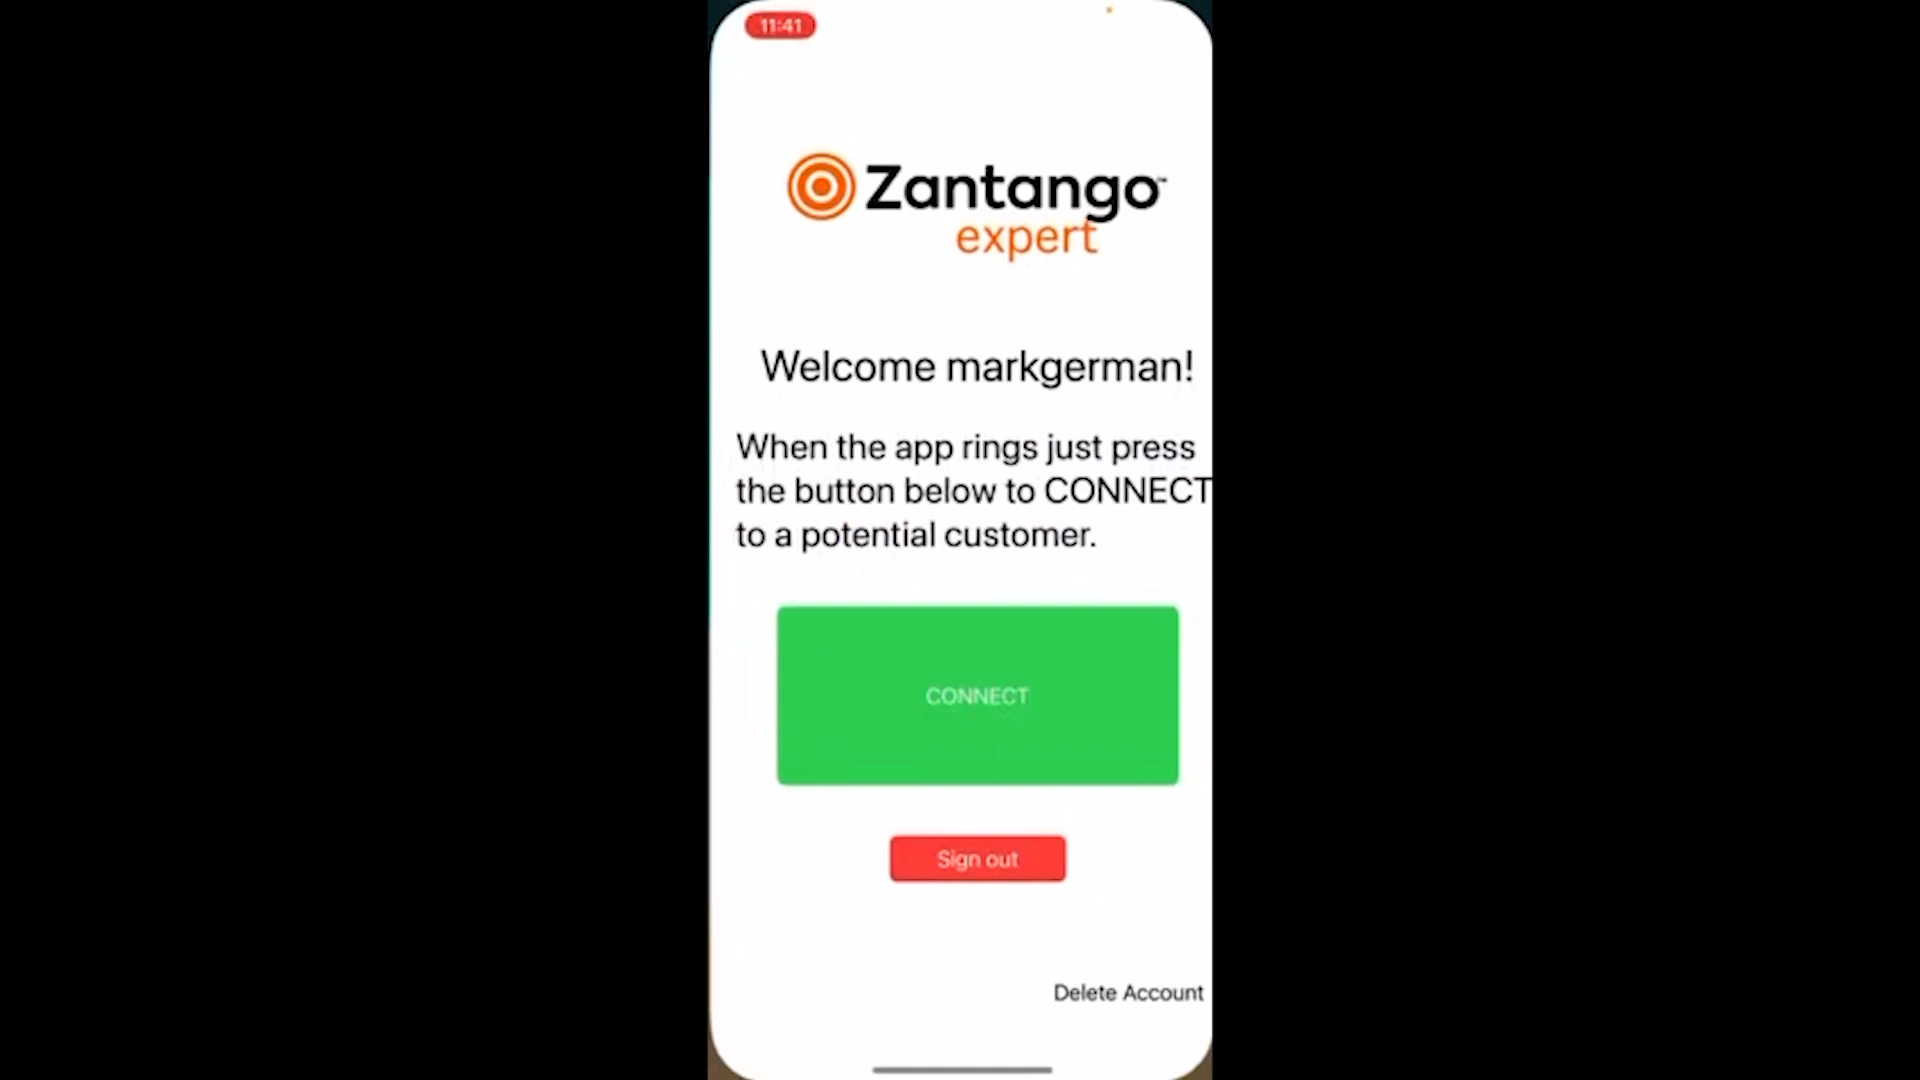 11:41
Zantango™
expert
Welcome markgerman!
When the app rings just press
the button below to CONNECT
to a potential customer.
CONNECT
Sign out
Delete Account